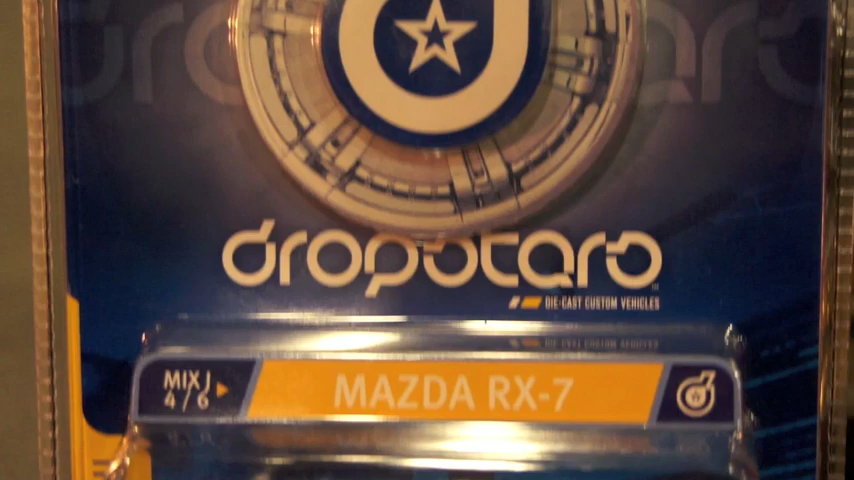 dropstars
DIE-CAST CUSTOM VEHICLES
MIX J
4/6
MAZDA RX-7